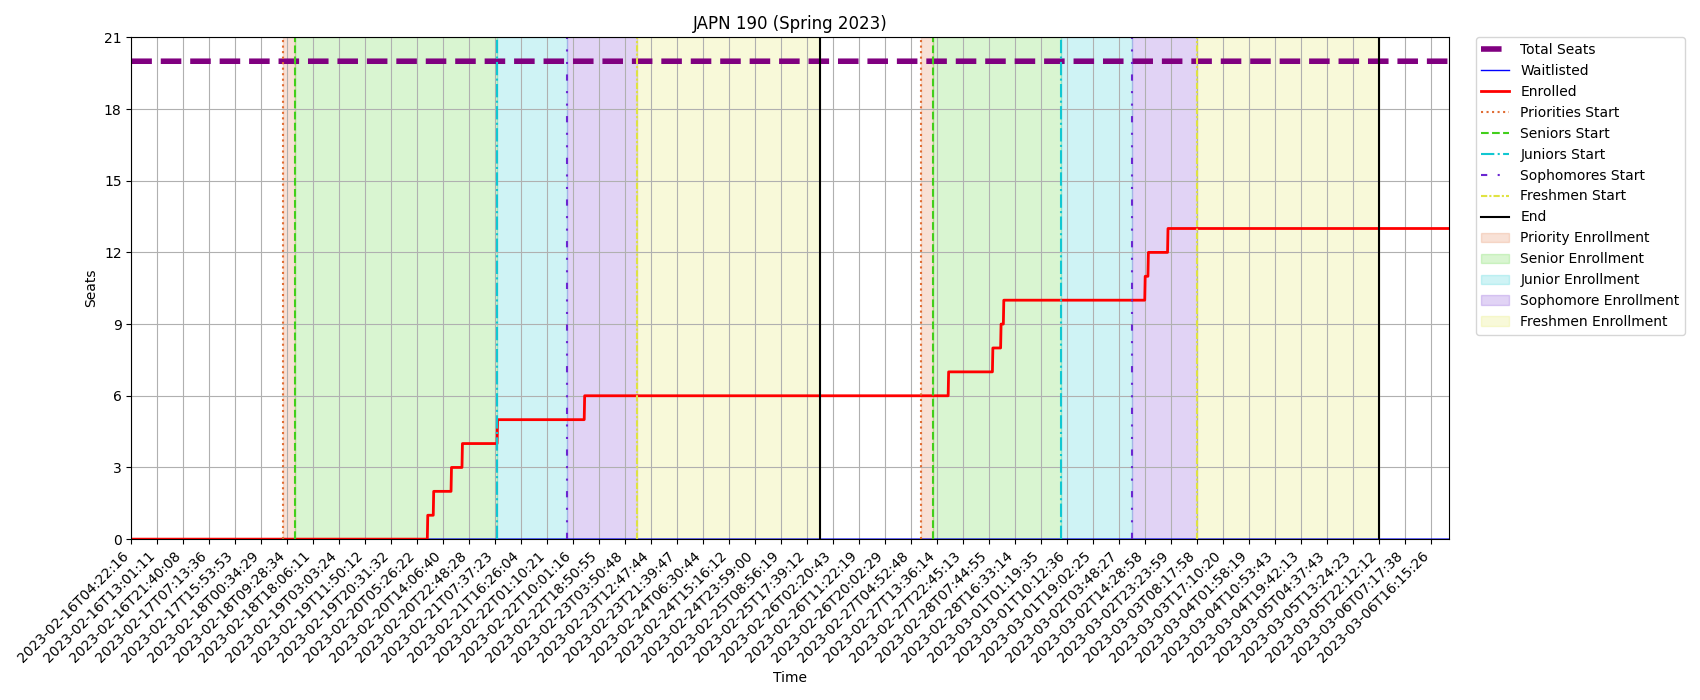 JAPN 190 (Spring 2023)
Seats
21
18
15
12
9
6
3
0
2023-02-16T04:22:16
2023-02-16T13:01:11
2023-02-16T21:40:08
2023-02-17T07:13:36
2023-02-17T15:53:53
2023-02-18T00:34:29
2023-02-18T09:28:34
2023-02-18T18:06:11
2023-02-19T03:03:24
2023-02-19T11:50:12
2023-02-19T20:31:32
2023-02-20T05:26:22
2023-02-20T14:06:40
2023-02-20T22:48:28
2023-02-21T07:37:23
2023-02-21T16:26:04
2023-02-22T01:10:21
2023-02-22T10:01:16
2023-02-22T18:50:55
2023-02-23T03:50:48
2023-02-23T12:47:44
2023-02-23T21:39:47
2023-02-24T06:30:44
2023-02-24T15:16:12
2023-02-24T23:59:00
2023-02-25T08:56:19
2023-02-25T17:39:12
2023-02-26T02:20:43
2023-02-26T11:22:19
2023-02-26T20:02:29
2023-02-27T04:52:48
2023-02-27T13:36:14
2023-02-27T22:45:13
2023-02-28T07:44:55
2023-02-28T16:33:14
2023-03-01T01:19:35
2023-03-01T10:12:36
2023-03-01T19:02:25
2023-03-02T03:48:27
2023-03-02T14:28:58
2023-03-02T23:23:59
2023-03-03T08:17:58
2023-03-03T17:10:20
2023-03-04T01:58:19
2023-03-04T10:53:43
2023-03-04T19:42:13
2023-03-05T04:37:43
2023-03-05T13:24:23
2023-03-05T22:12:12
2023-03-06T07:17:38
2023-03-06T16:15:26
Time
Total Seats
Waitlisted
Enrolled
Priorities Start
Seniors Start
Juniors Start
Sophomores Start
Freshmen Start
End
Priority Enrollment
Senior Enrollment
Junior Enrollment
Sophomore Enrollment
Freshmen Enrollment